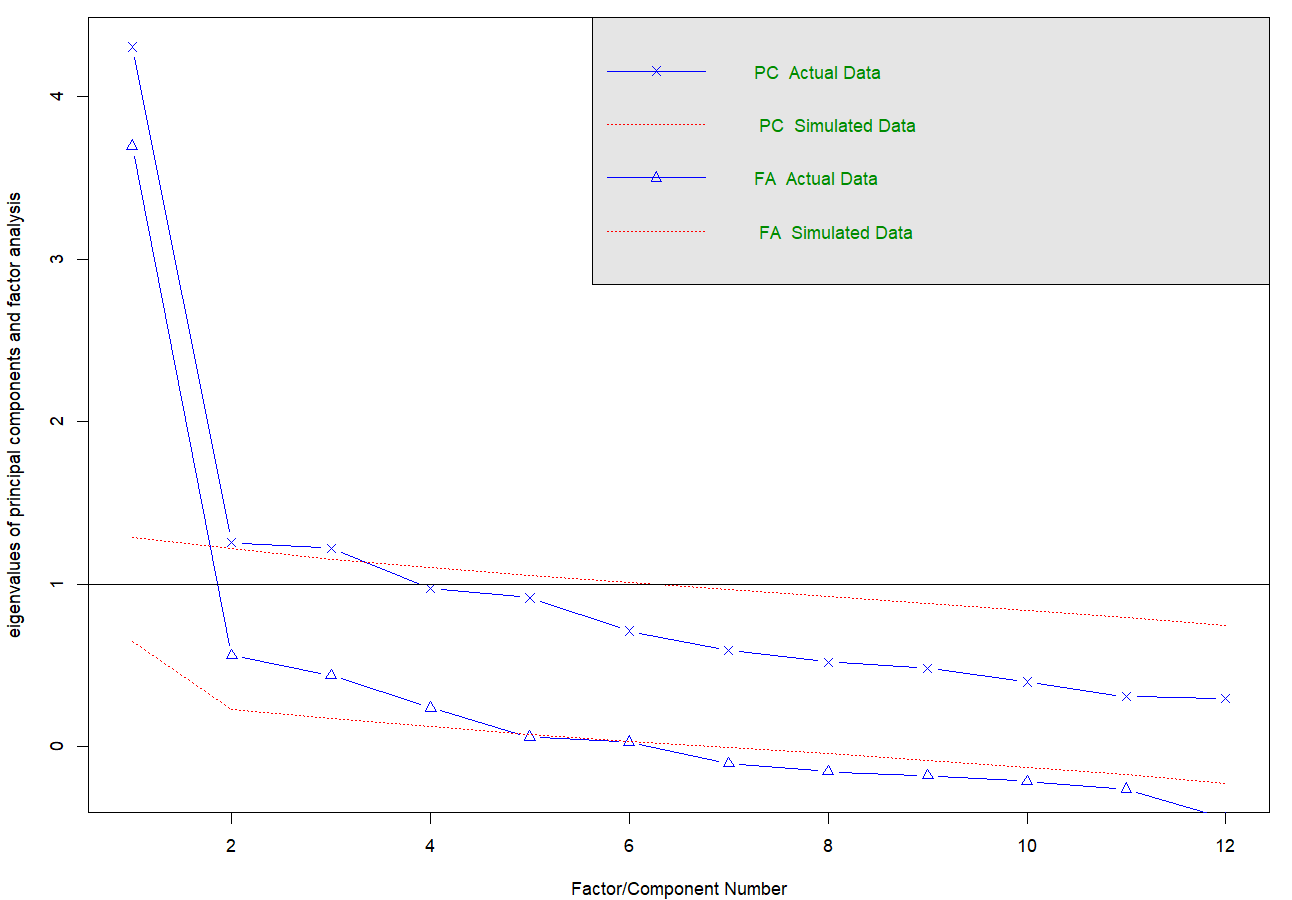 PC Actual Data
PC Simulated Data
FA Actual Data
FA Simulated Data
eigenvalues of principal components and factor analysis
4
3
2
1
0
2 4 6 8 10 12
Factor/Component Number